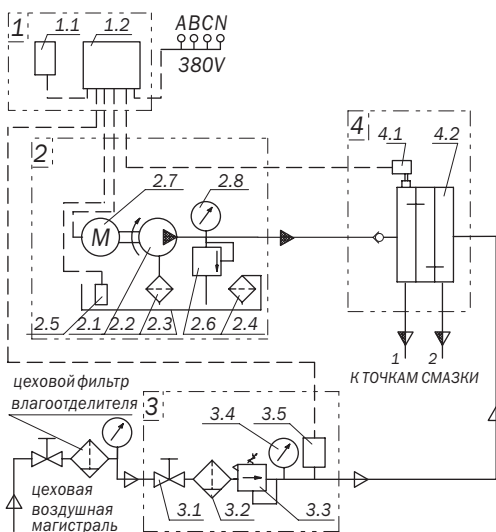 1
1.1
1.2
ABCN
380V
2
2.7
2.8
M
2.5
2.1
2.2
2.3
2.6
2.4
4
4.1
4.2
1
2
К ТОЧКАМ СМАЗКИ
цеховой фильтр
влагоотделителя
3
3.4
3.5
цеховая
воздушная
магистраль
3.1
3.2
3.3